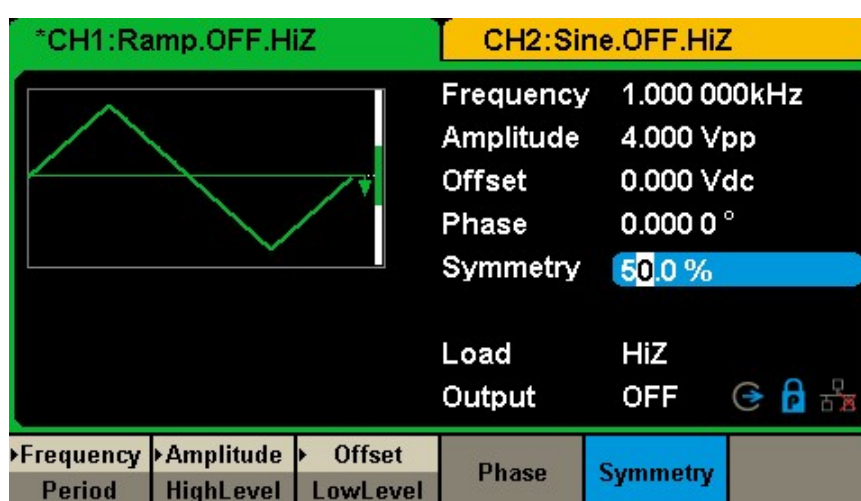 *CH1:Ramp.OFF.HiZ
CH2:Sine.OFF.HiZ
Frequency 1.000 000kHz
Amplitude 4.000 Vpp
Offset 0.000 Vdc
Phase 0.000 0 °
Symmetry 50.0 %
Load HiZ
Output OFF
P
Frequency Amplitude Offset Phase Symmetry
Period HighLevel LowLevel